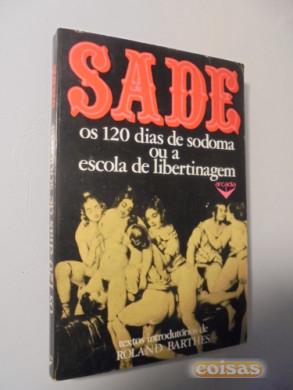 SADE
os 120 dias de sodoma
ou a
escola de libertinagem
arcádia
textos introdutórios de
ROLAND BARTHES
coisas